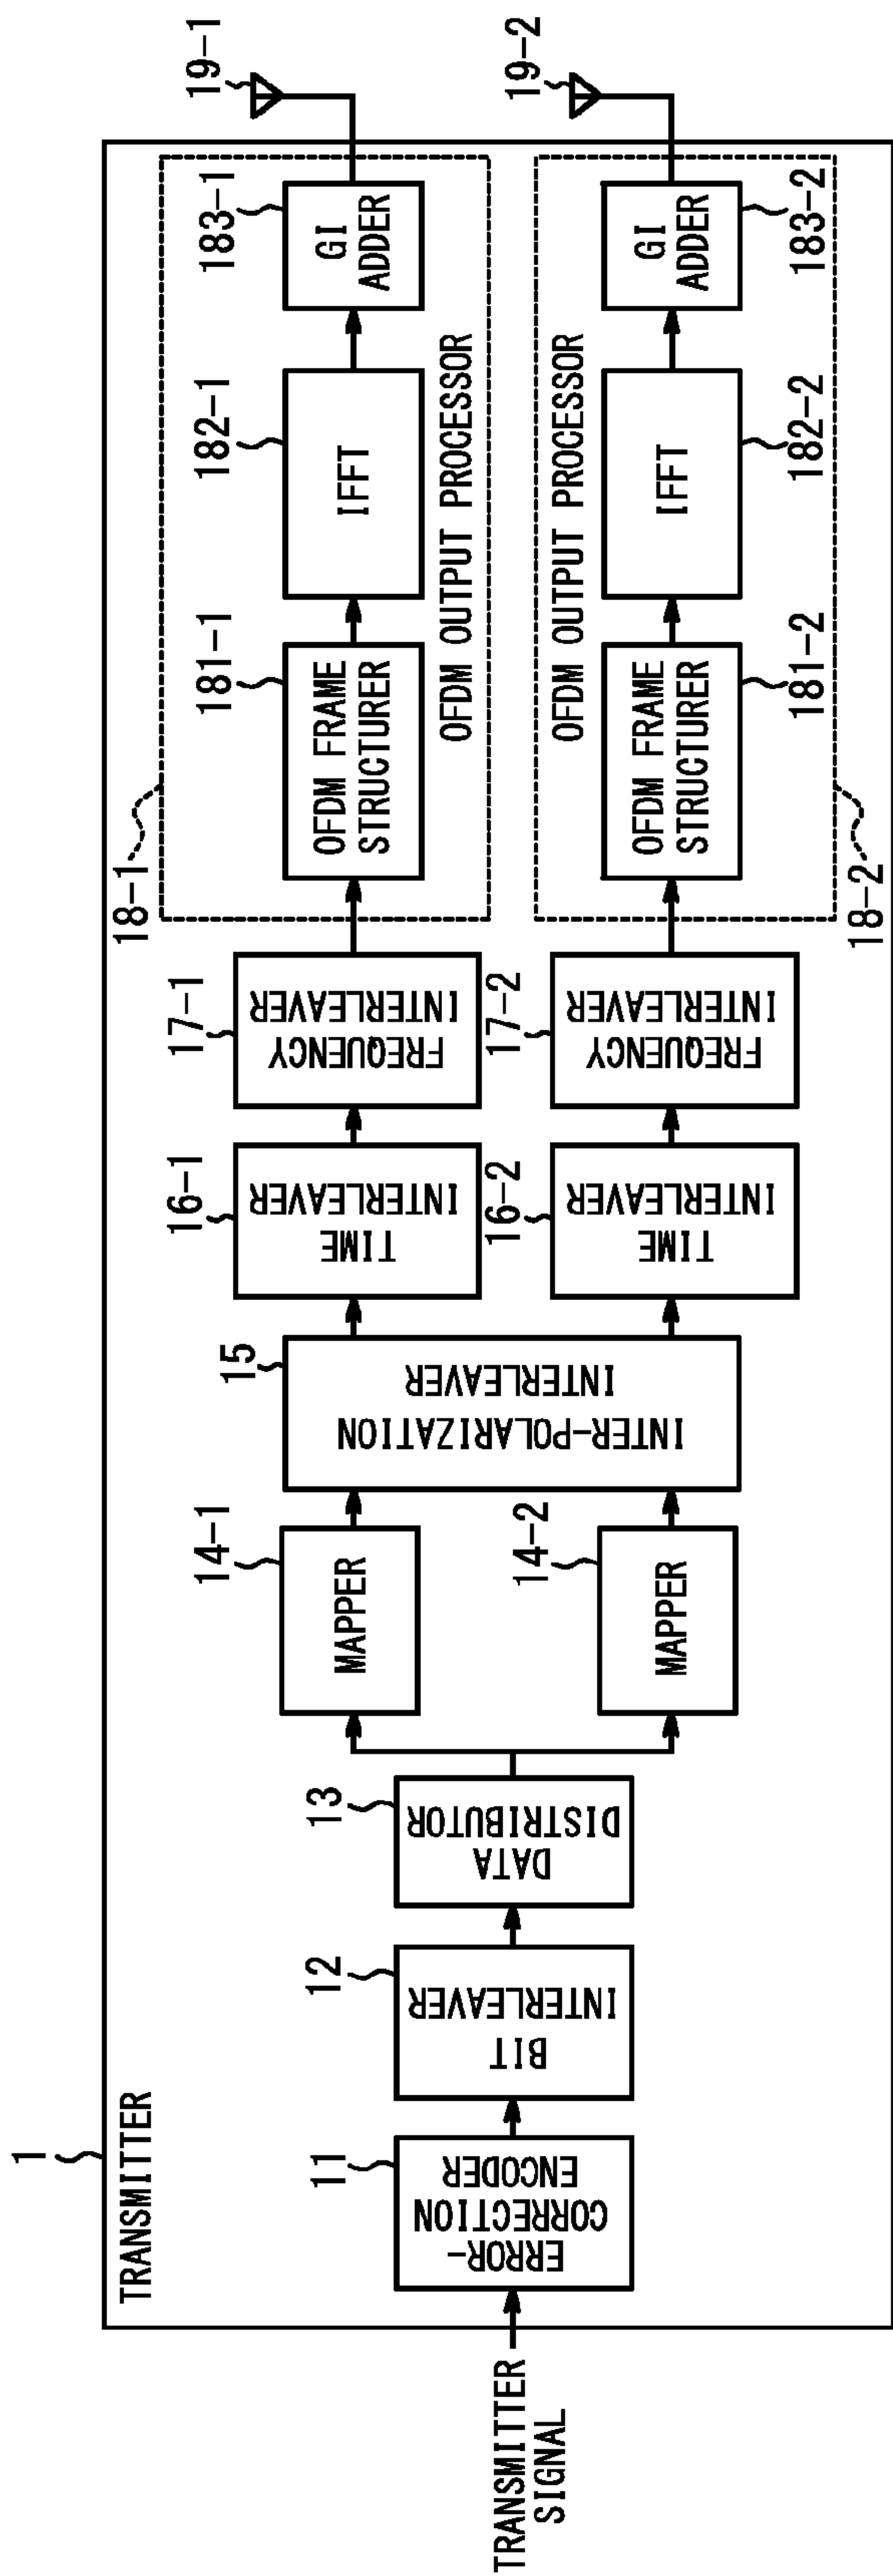 1
TRANSMITTER
TRANSMITTER
SIGNAL
11
ERROR-
CORRECTION
ENCODER
12
BIT
INTERLEAVER
13
DATA
DISTRIBUTOR
14-1
MAPPER
14-2
MAPPER
15
INTER-POLARIZATION
INTERLEAVER
16-1
TIME
INTERLEAVER
16-2
TIME
INTERLEAVER
17-1
FREQUENCY
INTERLEAVER
17-2
FREQUENCY
INTERLEAVER
18-1
181-1
OFDM FRAME
STRUCTURER
182-1
IFFT
183-1
GI
ADDER
OFDM OUTPUT PROCESSOR
19-1
OFDM OUTPUT PROCESSOR
OFDM FRAME
STRUCTURER
181-2
IFFT
182-2
GI
ADDER
183-2
18-2
19-2